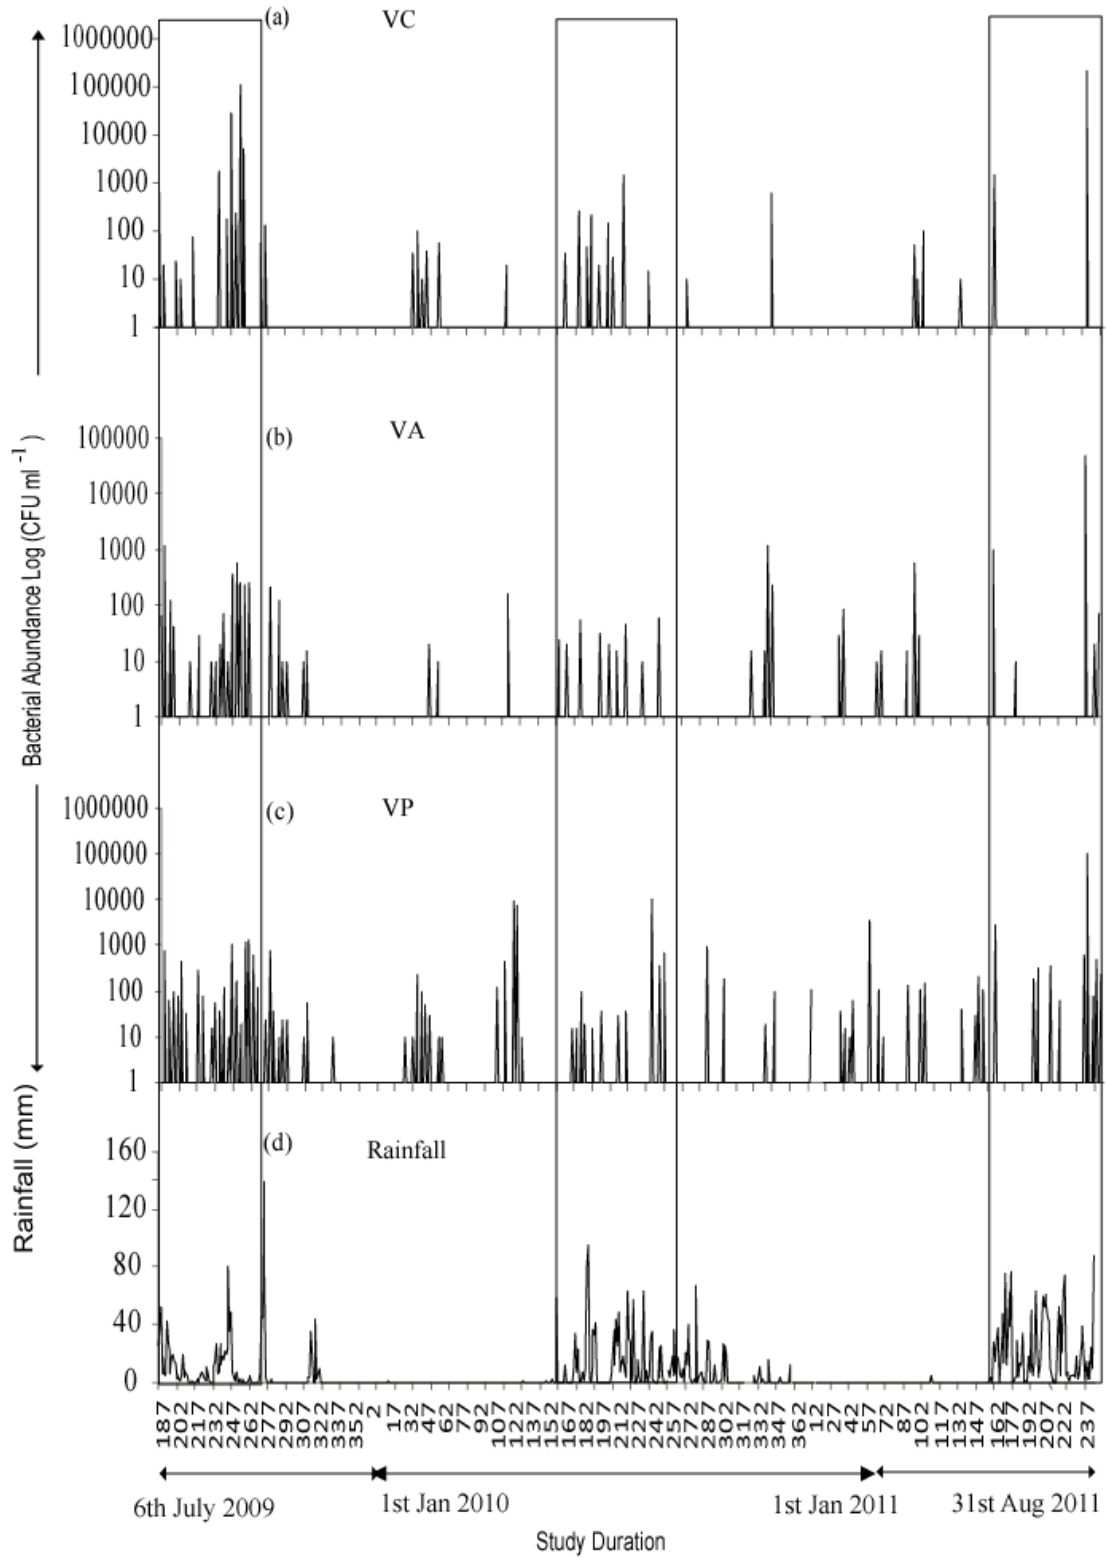 (a)
VC
1000000
100000
10000
1000
100
10
1
(b)
VA
100000
10000
1000
100
10
1
(c)
VP
1000000
100000
10000
1000
100
10
1
(d)
Rainfall
160
120
80
40
0
Bacterial Abundance Log (CFU ml -1 )
Rainfall (mm)
187 202 217 232 247 262 277 292 307 322 337 352 2 17 32 47 62 77 92 107 122 137 152 167 182 197 212 227 242 257 272 287 302 317 332 347 362 12 27 42 57 72 87 102 117 132 147 162 177 192 207 222 237
6th July 2009
1st Jan 2010
1st Jan 2011
31st Aug 2011
Study Duration